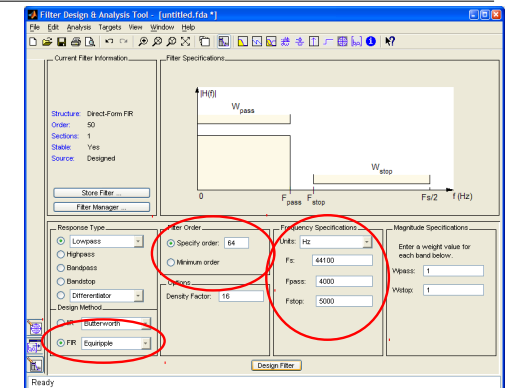 Filter Design & Analysis Tool - [untitled.fda *]
File Edit Analysis Targets View Window Help
Current Filter Information
Structure: Direct-Form FIR
Order: 50
Sections: 1
Stable: Yes
Source: Designed
Store Filter ...
Filter Manager ...
Filter Specifications
|H(f)|
Wpass
Wstop
0
Fpass
Fstop
Fs/2
f (Hz)
Response Type
Lowpass
Highpass
Bandpass
Bandstop
Differentiator
Design Method
IIR Butterworth
FIR Equiripple
Filter Order
Specify order: 64
Minimum order
Options
Density Factor: 16
Frequency Specifications
Units: Hz
Fs: 44100
Fpass: 4000
Fstop: 5000
Magnitude Specifications
Enter a weight value for
each band below.
Wpass: 1
Wstop: 1
Design Filter
Ready